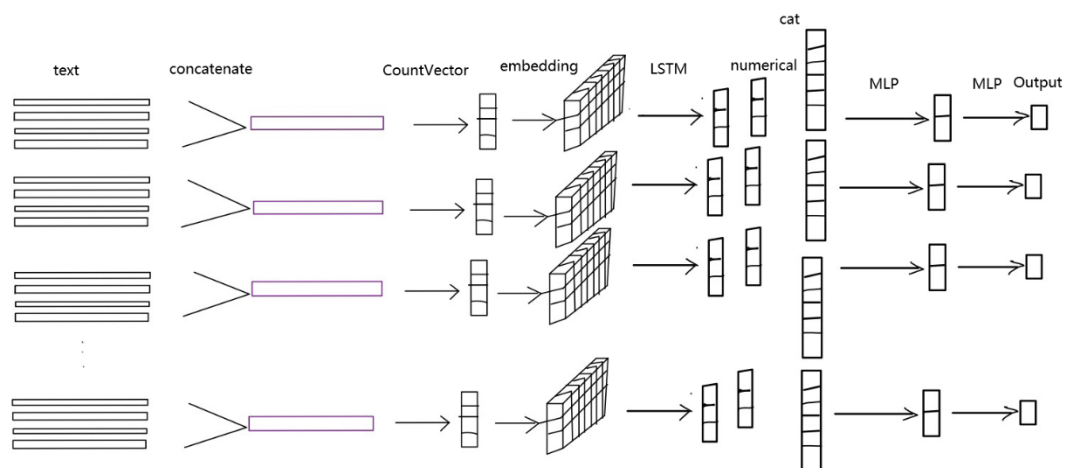 text
concatenate
CountVector
embedding
LSTM
numerical
cat
MLP
MLP
Output